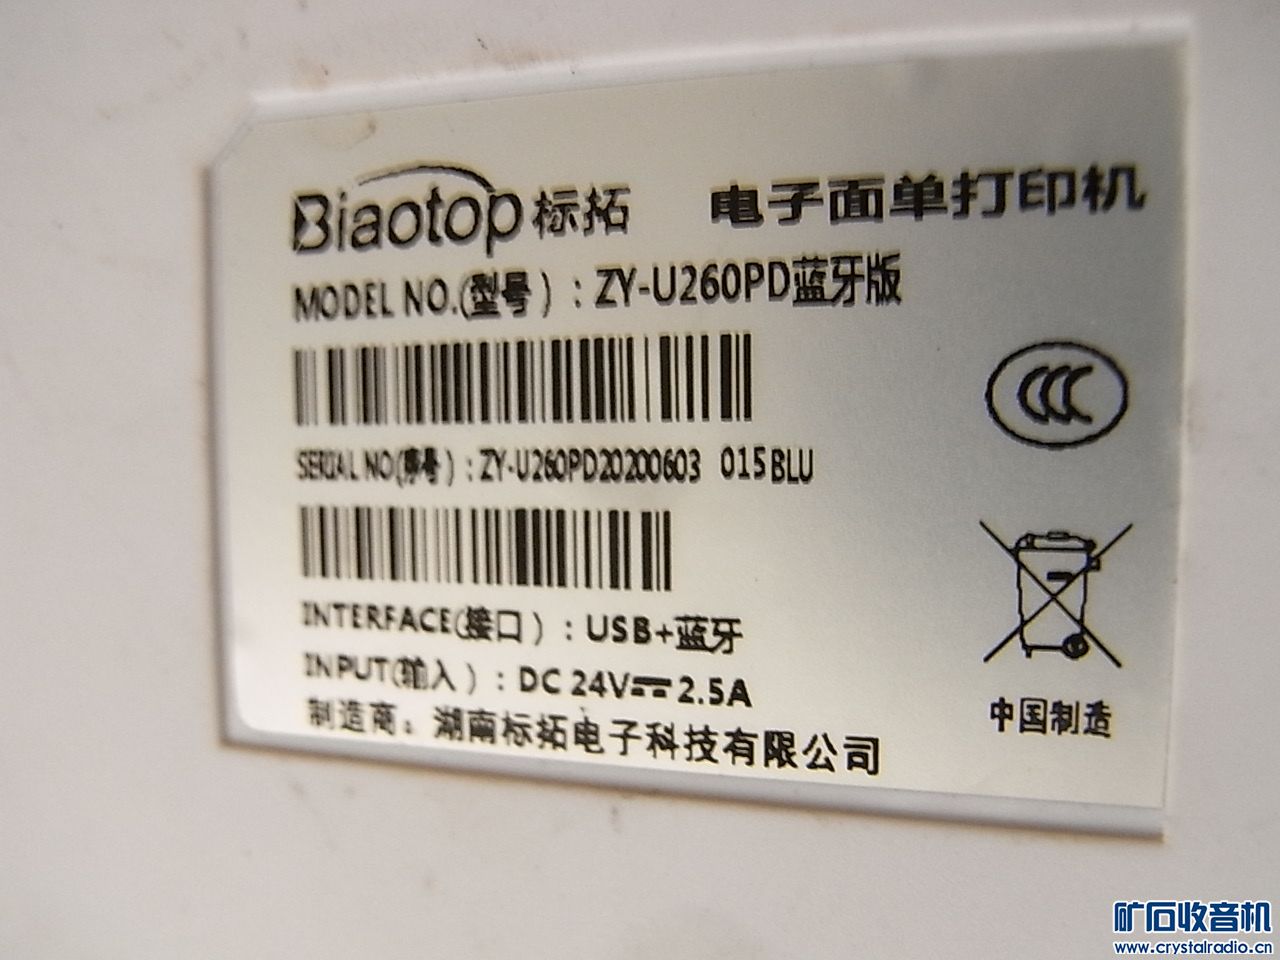 Biaotop标拓 电子面单打印机
MODEL NO.(型号）: ZY-U260PD蓝牙版
SERIAL NO(序号）: ZY-U260PD20200603 015BLU
INTERFACE(接口）: USB+蓝牙
INPUT(输入）: DC 24V⎓2.5A
制造商：湖南标拓电子科技有限公司
CCC
中国制造
矿石收音机
www.crystalradio.cn